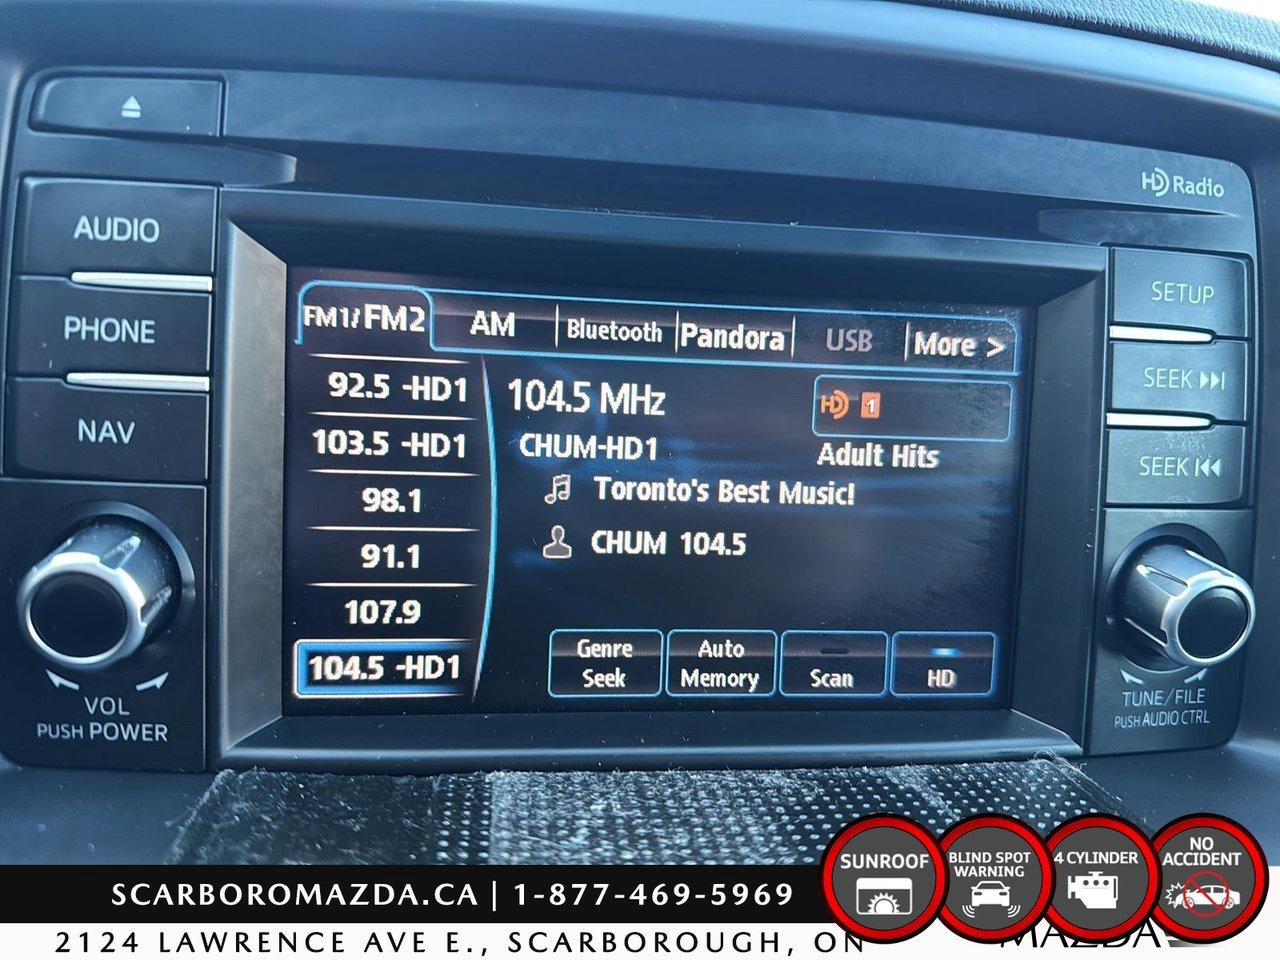 HD Radio
AUDIO
PHONE
NAV
VOL
PUSH POWER
SETUP
SEEK
SEEK
TUNE/FILE
PUSH AUDIO CTRL
FM1/FM2
AM
Bluetooth
Pandora
USB
More >
92.5 -HD1
103.5 -HD1
98.1
91.1
107.9
104.5 -HD1
104.5 MHz
HD 1
CHUM-HD1
Adult Hits
Toronto's Best Music!
CHUM 104.5
Genre
Seek
Auto
Memory
Scan
HD
SUNROOF
BLIND SPOT
WARNING
4 CYLINDER
NO
ACCIDENT
SCARBOROMAZDA.CA | 1-877-469-5969
2124 LAWRENCE AVE E., SCARBOROUGH, ON
MAZDA